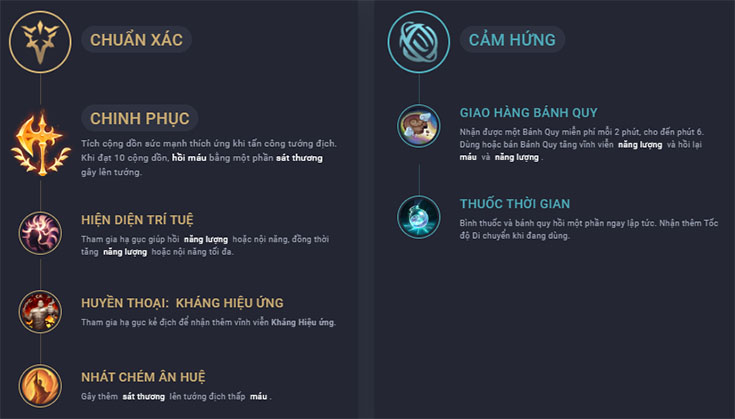 CHUẨN XÁC
CHINH PHỤC
Tích cộng dồn sức mạnh thích ứng khi tấn công tướng địch.
Khi đạt 10 cộng dồn, hồi máu bằng một phần sát thương
gây lên tướng.
HIỆN DIỆN TRÍ TUỆ
Tham gia hạ gục giúp hồi năng lượng hoặc nội năng, đồng thời
tăng năng lượng hoặc nội năng tối đa.
HUYỀN THOẠI: KHÁNG HIỆU ỨNG
Tham gia hạ gục kẻ địch để nhận thêm vĩnh viễn Kháng Hiệu ứng.
NHÁT CHÉM ÂN HUỆ
Gây thêm sát thương lên tướng địch thấp máu .
CẢM HỨNG
GIAO HÀNG BÁNH QUY
Nhận được một Bánh Quy miễn phí mỗi 2 phút, cho đến phút 6.
Dùng hoặc bán Bánh Quy tăng vĩnh viễn năng lượng và hồi lại
máu và năng lượng .
THUỐC THỜI GIAN
Bình thuốc và bánh quy hồi một phần ngay lập tức. Nhận thêm Tốc
độ Di chuyển khi đang dùng.